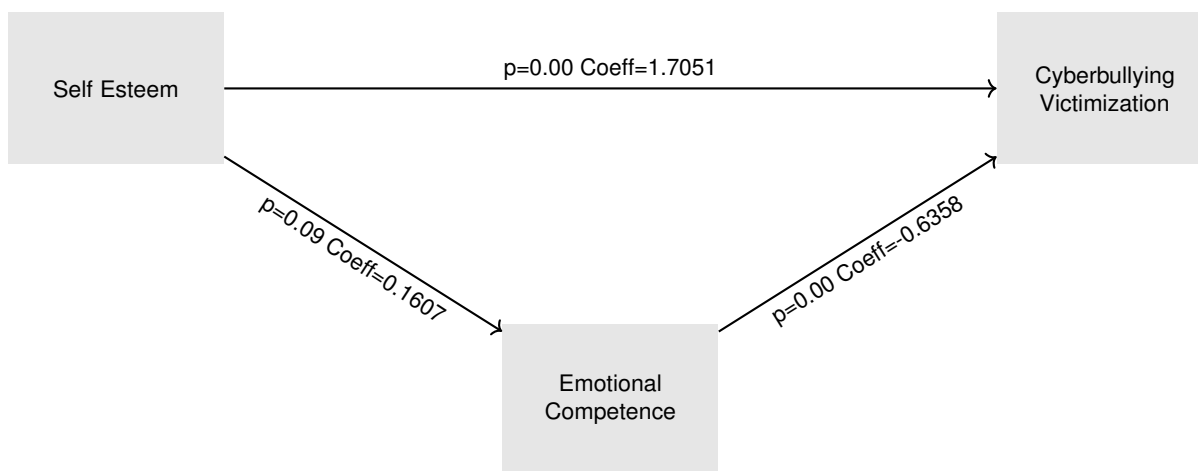 Self Esteem
p=0.00 Coeff=1.7051
Cyberbullying
Victimization
p=0.09 Coeff=0.1607
p=0.00 Coeff=-0.6358
Emotional
Competence